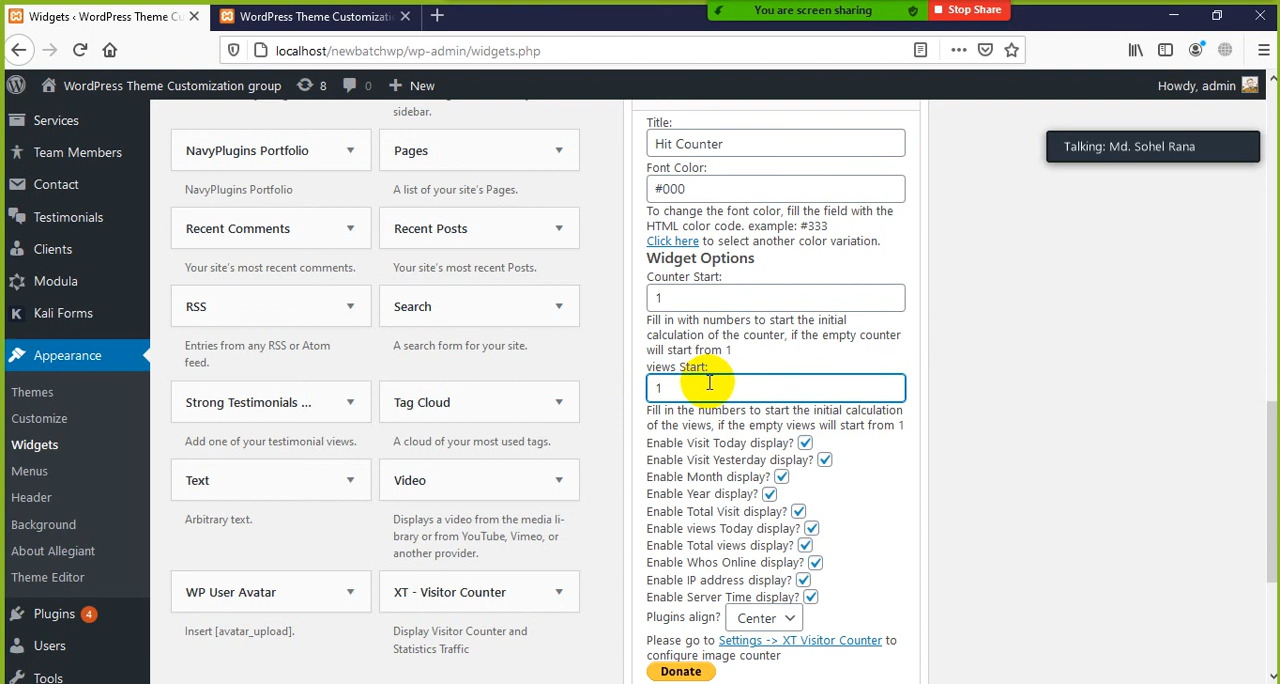 Widgets ‹ WordPress Theme Cu
WordPress Theme Customizati
You are screen sharing
Stop Share
localhost/newbatchwp/wp-admin/widgets.php
WordPress Theme Customization group
8
0
New
Howdy, admin
Talking: Md. Sohel Rana
Services
Team Members
Contact
Testimonials
Clients
Modula
Kali Forms
Appearance
Themes
Customize
Widgets
Menus
Header
Background
About Allegiant
Theme Editor
Plugins 4
Users
Tools
sidebar.
NavyPlugins Portfolio
Pages
NavyPlugins Portfolio
A list of your site's Pages.
Recent Comments
Recent Posts
Your site's most recent comments.
Your site's most recent Posts.
RSS
Search
Entries from any RSS or Atom
feed.
A search form for your site.
Strong Testimonials ...
Tag Cloud
Add one of your testimonial views.
A cloud of your most used tags.
Text
Video
Arbitrary text.
Displays a video from the media li-
brary or from YouTube, Vimeo, or
another provider.
WP User Avatar
XT - Visitor Counter
Insert [avatar_upload].
Display Visitor Counter and
Statistics Traffic
Title:
Hit Counter
Font Color:
#000
To change the font color, fill the field with the
HTML color code. example: #333
Click here to select another color variation.
Widget Options
Counter Start:
1
Fill in with numbers to start the initial
calculation of the counter, if the empty counter
will start from 1
views Start:
1
Fill in the numbers to start the initial calculation
of the views, if the empty views will start from 1
Enable Visit Today display?
Enable Visit Yesterday display?
Enable Month display?
Enable Year display?
Enable Total Visit display?
Enable views Today display?
Enable Total views display?
Enable Whos Online display?
Enable IP address display?
Enable Server Time display?
Plugins align? Center
Please go to Settings -> XT Visitor Counter to
configure image counter
Donate